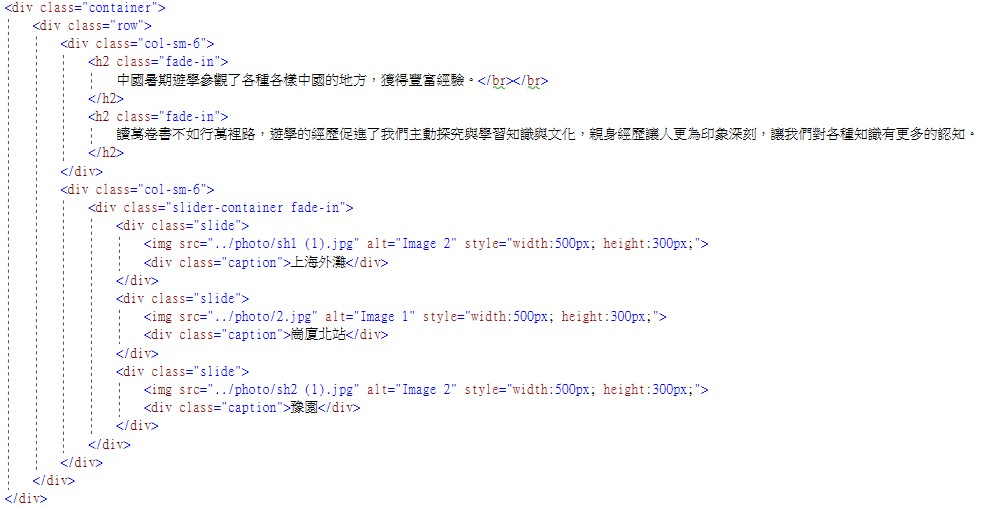 <div class="container">
<div class="row">
<div class="col-sm-6">
<h2 class="fade-in">
中國暑期遊學參觀了各種各樣中國的地方，獲得豐富經驗。</br></br>
</h2>
<h2 class="fade-in">
讀萬卷書不如行萬裡路，遊學的經歷促進了我們主動探究與學習知識與文化，親身經歷讓人更為印象深刻，讓我們對各種知識有更多的認知。
</h2>
</div>
<div class="col-sm-6">
<div class="slider-container fade-in">
<div class="slide">
<img src="../photo/sh1 (1).jpg" alt="Image 2" style="width:500px; height:300px;">
<div class="caption">上海外灘</div>
</div>
<div class="slide">
<img src="../photo/2.jpg" alt="Image 1" style="width:500px; height:300px;">
<div class="caption">崗廈北站</div>
</div>
<div class="slide">
<img src="../photo/sh2 (1).jpg" alt="Image 2" style="width:500px; height:300px;">
<div class="caption">豫園</div>
</div>
</div>
</div>
</div>
</div>